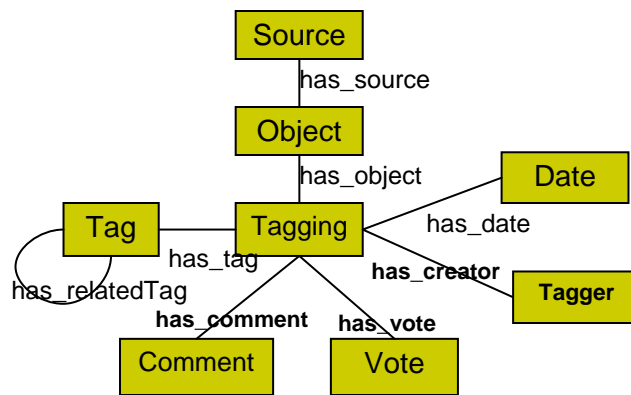 Source
has_source
Object
has_object
Date
Tag
Tagging
has_date
has_tag
has_creator
has_relatedTag
Tagger
has_comment
has_vote
Comment
Vote